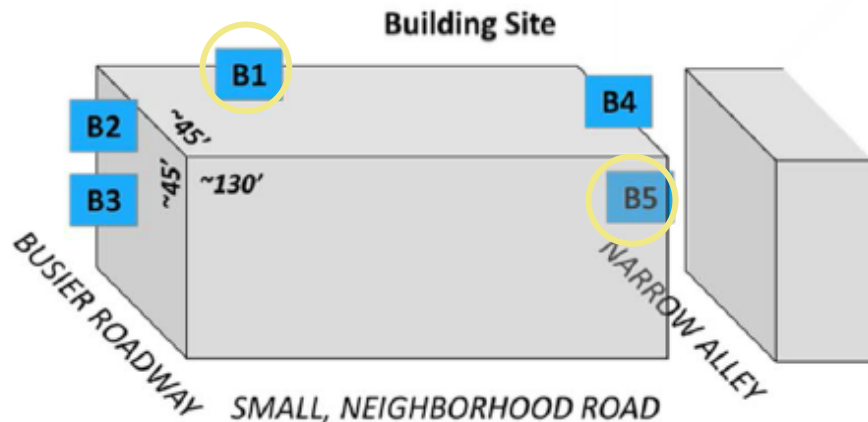 Building Site
B1
B2
B4
~45'
~45'
~130'
B3
B5
BUSIER ROADWAY
NARROW ALLEY
SMALL, NEIGHBORHOOD ROAD